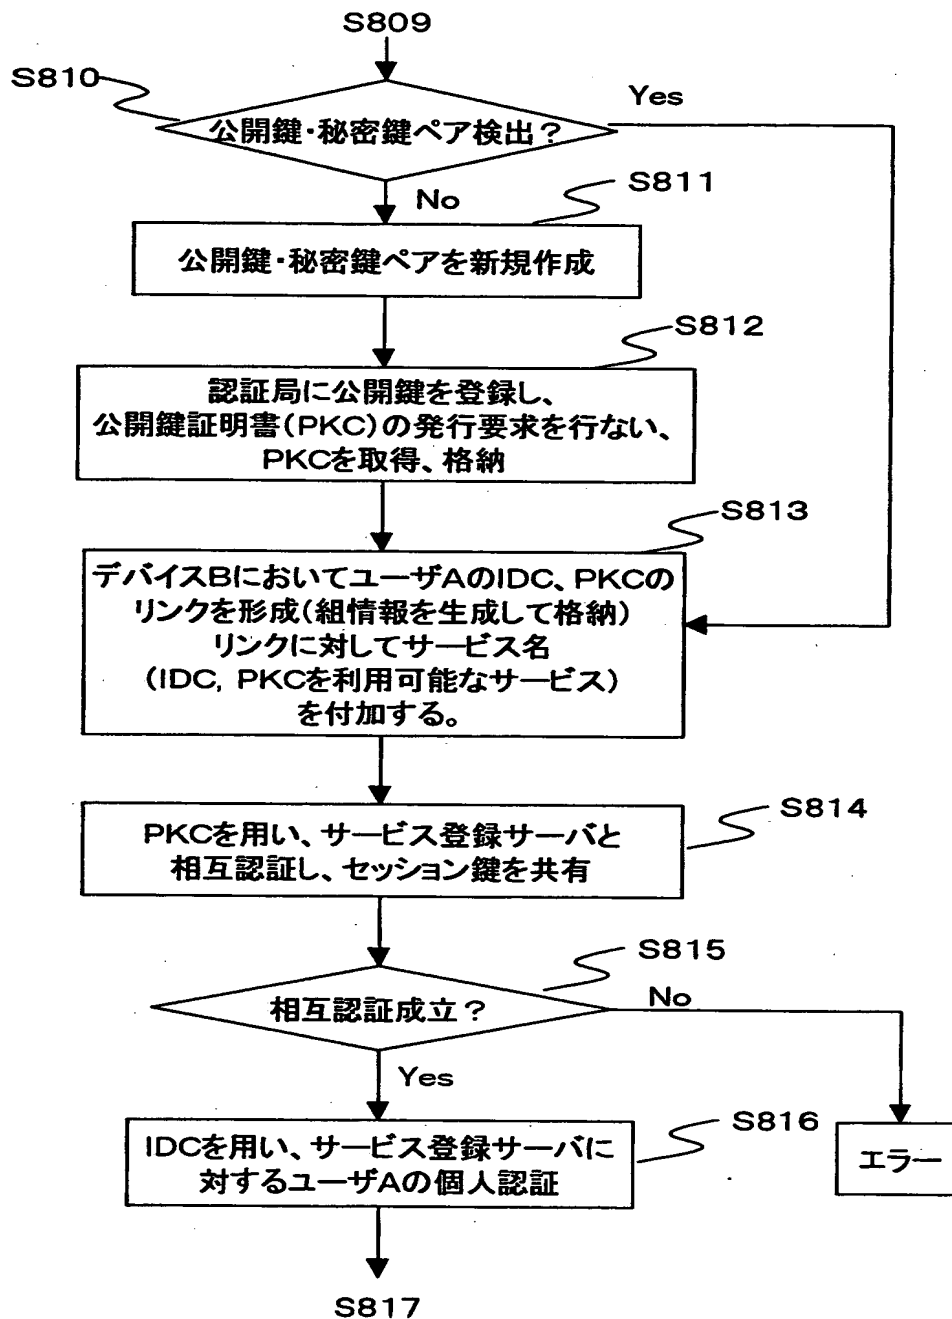 S809
S810
公開鍵・秘密鍵ペア検出？
Yes
No
S811
公開鍵・秘密鍵ペアを新規作成
S812
認証局に公開鍵を登録し、
公開鍵証明書(PKC)の発行要求を行ない、
PKCを取得、格納
S813
デバイスBにおいてユーザAのIDC、PKCの
リンクを形成(組情報を生成して格納)
リンクに対してサービス名
(IDC, PKCを利用可能なサービス)
を付加する。
S814
PKCを用い、サービス登録サーバと
相互認証し、セッション鍵を共有
S815
相互認証成立？
No
Yes
S816
IDCを用い、サービス登録サーバに
対するユーザAの個人認証
エラー
S817